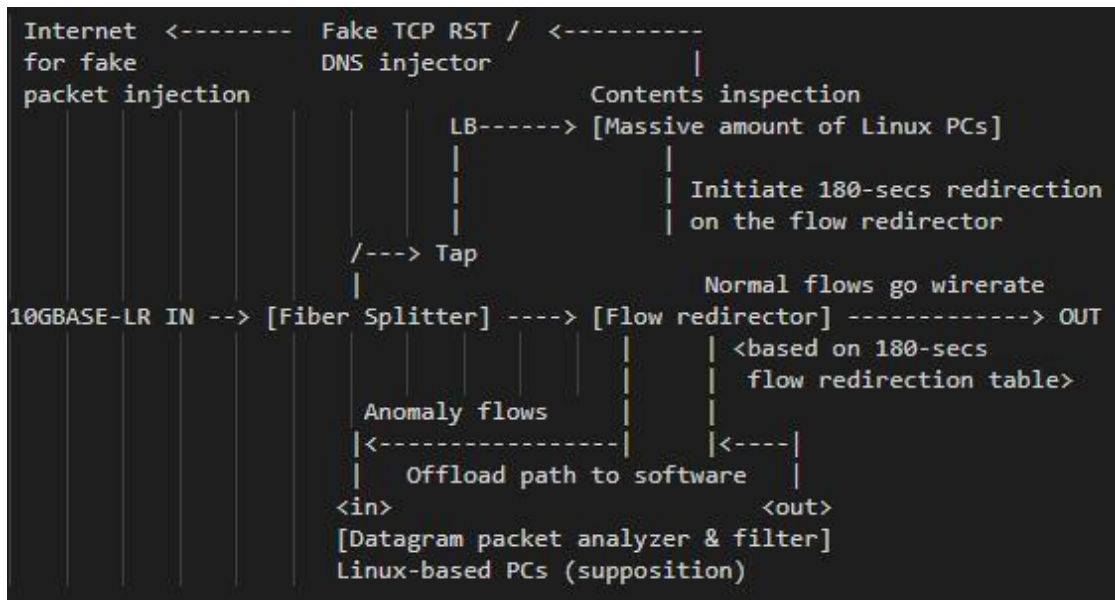 Internet <-------- Fake TCP RST / <----------
for fake DNS injector |
packet injection Contents inspection
LB------> [Massive amount of Linux PCs]
| |
| | Initiate 180-secs redirection
| | on the flow redirector
/---> Tap
| Normal flows go wirerate
10GBASE-LR IN --> [Fiber Splitter] ----> [Flow redirector] -------------> OUT
| | <based on 180-secs
| | flow redirection table>
Anomaly flows | |
|<------------------| |<----|
| Offload path to software |
<in> <out>
[Datagram packet analyzer & filter]
Linux-based PCs (supposition)